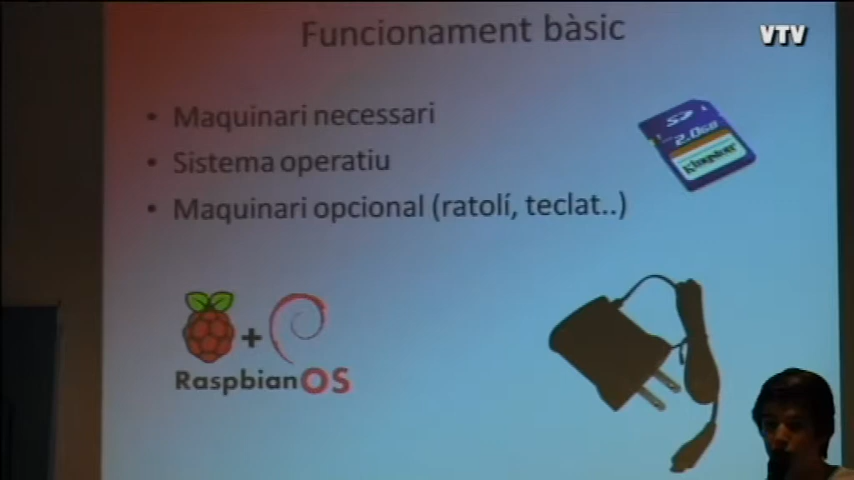 Funcionament bàsic
VTV
• Maquinari necessari
• Sistema operatiu
• Maquinari opcional (ratolí, teclat..)
SD
2.0GB
Kingston
+
RaspbianOS